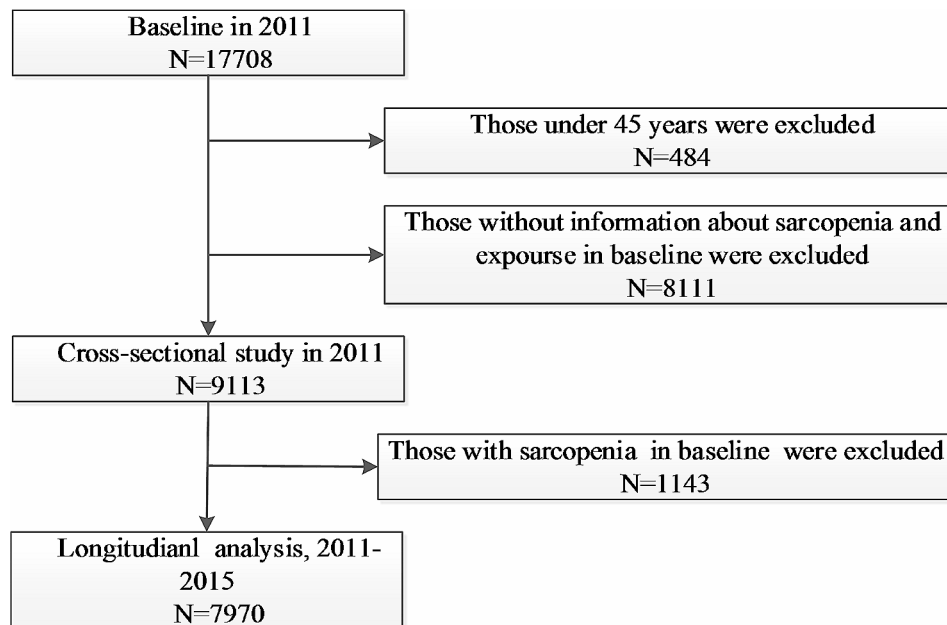 Baseline in 2011
N=17708
Those under 45 years were excluded
N=484
Those without information about sarcopenia and
expourse in baseline were excluded
N=8111
Cross-sectional study in 2011
N=9113
Those with sarcopenia in baseline were excluded
N=1143
Longitudianl analysis, 2011-
2015
N=7970